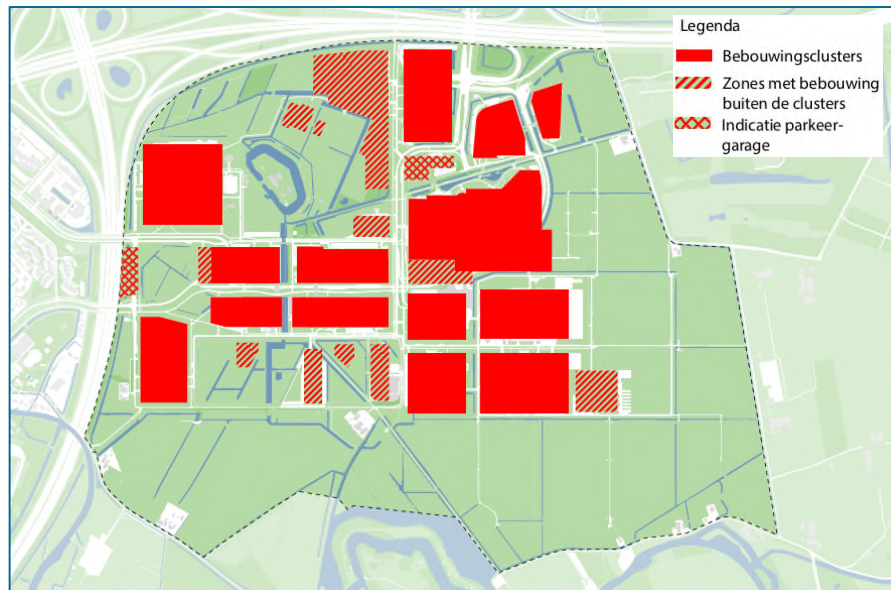 Legenda
Bebouwingsclusters
Zones met bebouwing
buiten de clusters
Indicatie parkeer-
garage